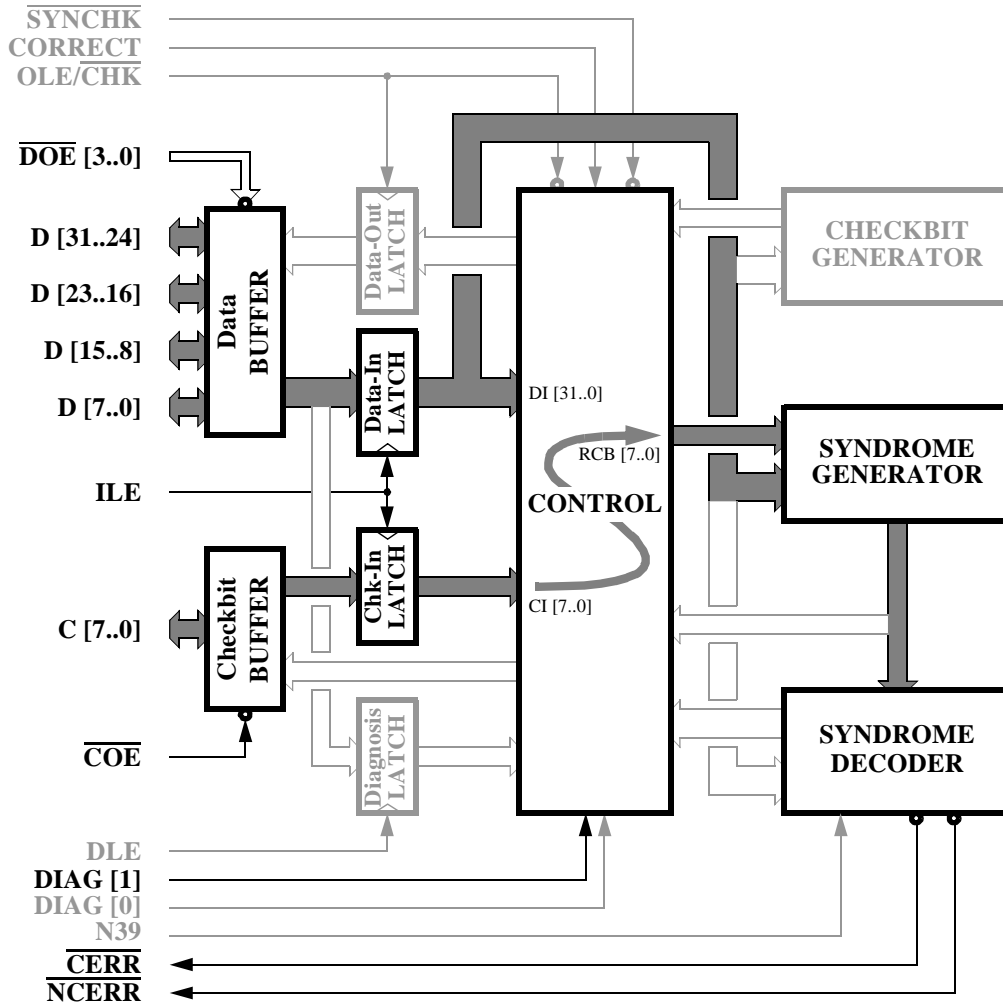 SYNCHK
CORRECT
OLE/CHK
DOE [3..0]
D [31..24]
D [23..16]
D [15..8]
D [7..0]
Data
BUFFER
Data-Out
LATCH
Data-In
LATCH
CHECKBIT
GENERATOR
DI [31..0]
RCB [7..0]
CONTROL
CI [7..0]
SYNDROME
GENERATOR
ILE
Chk-In
LATCH
C [7..0]
Checkbit
BUFFER
COE
Diagnosis
LATCH
SYNDROME
DECODER
DLE
DIAG [1]
DIAG [0]
N39
CERR
NCERR